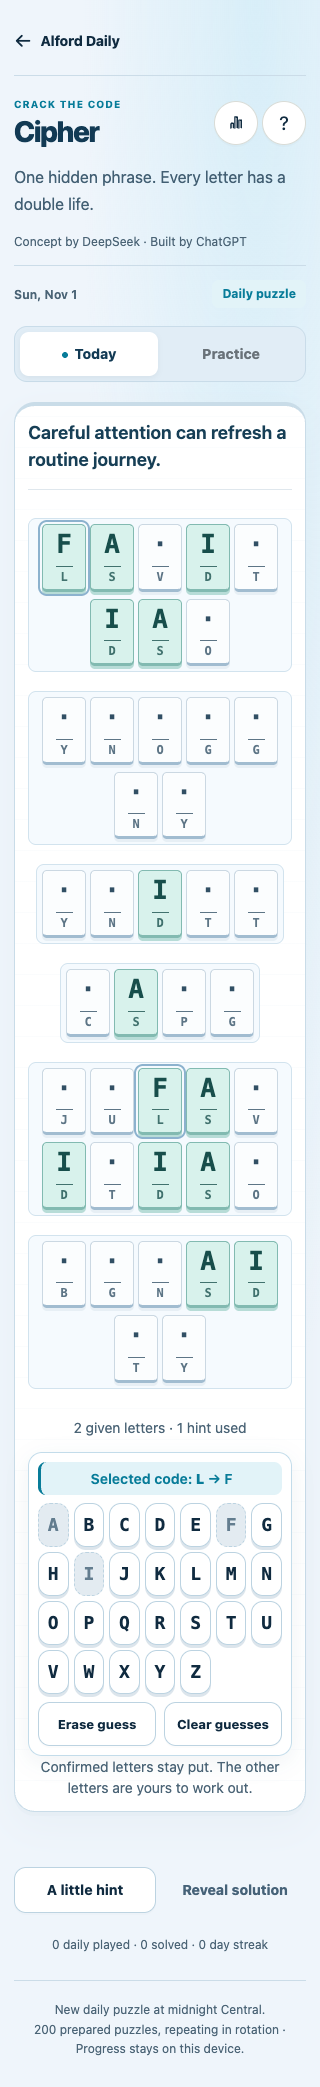 ← Alford Daily
CRACK THE CODE
Cipher
?
One hidden phrase. Every letter has a
double life.
Concept by DeepSeek · Built by ChatGPT
Sun, Nov 1
Daily puzzle
• Today
Practice
Careful attention can refresh a
routine journey.
F A · I ·
L S V D T
I A ·
D S O
· · · · ·
Y N O G G
· ·
N Y
· · I · ·
Y N D T T
· A · ·
C S P G
· · F A ·
J U L S V
I · I A ·
D T D S O
· · · A I
B G N S D
· ·
T Y
2 given letters · 1 hint used
Selected code: L → F
A B C D E F G
H I J K L M N
O P Q R S T U
V W X Y Z
Erase guess
Clear guesses
Confirmed letters stay put. The other
letters are yours to work out.
A little hint
Reveal solution
0 daily played · 0 solved · 0 day streak
New daily puzzle at midnight Central.
200 prepared puzzles, repeating in rotation ·
Progress stays on this device.